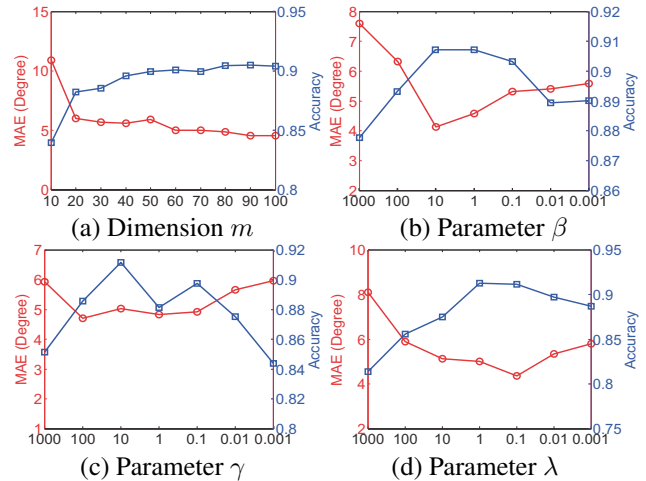 15 0.95 8 0.92
MAE (Degree) 10 5 0 0.9 0.85 0.8 Accuracy MAE (Degree) 7 6 5 4 3 2 0.91 0.90 0.89 0.88 0.87 0.86 Accuracy
10 20 30 40 50 60 70 80 90 100 1000 100 10 1 0.1 0.01 0.001
(a) Dimension m (b) Parameter β
7 0.92 10 0.95
MAE (Degree) 6 5 4 3 2 1 0.9 0.88 0.86 0.84 0.82 0.8 Accuracy MAE (Degree) 8 6 4 2 0.9 0.85 0.8 0.75 Accuracy
1000 100 10 1 0.1 0.01 0.001 1000 100 10 1 0.1 0.01 0.001
(c) Parameter γ (d) Parameter λ